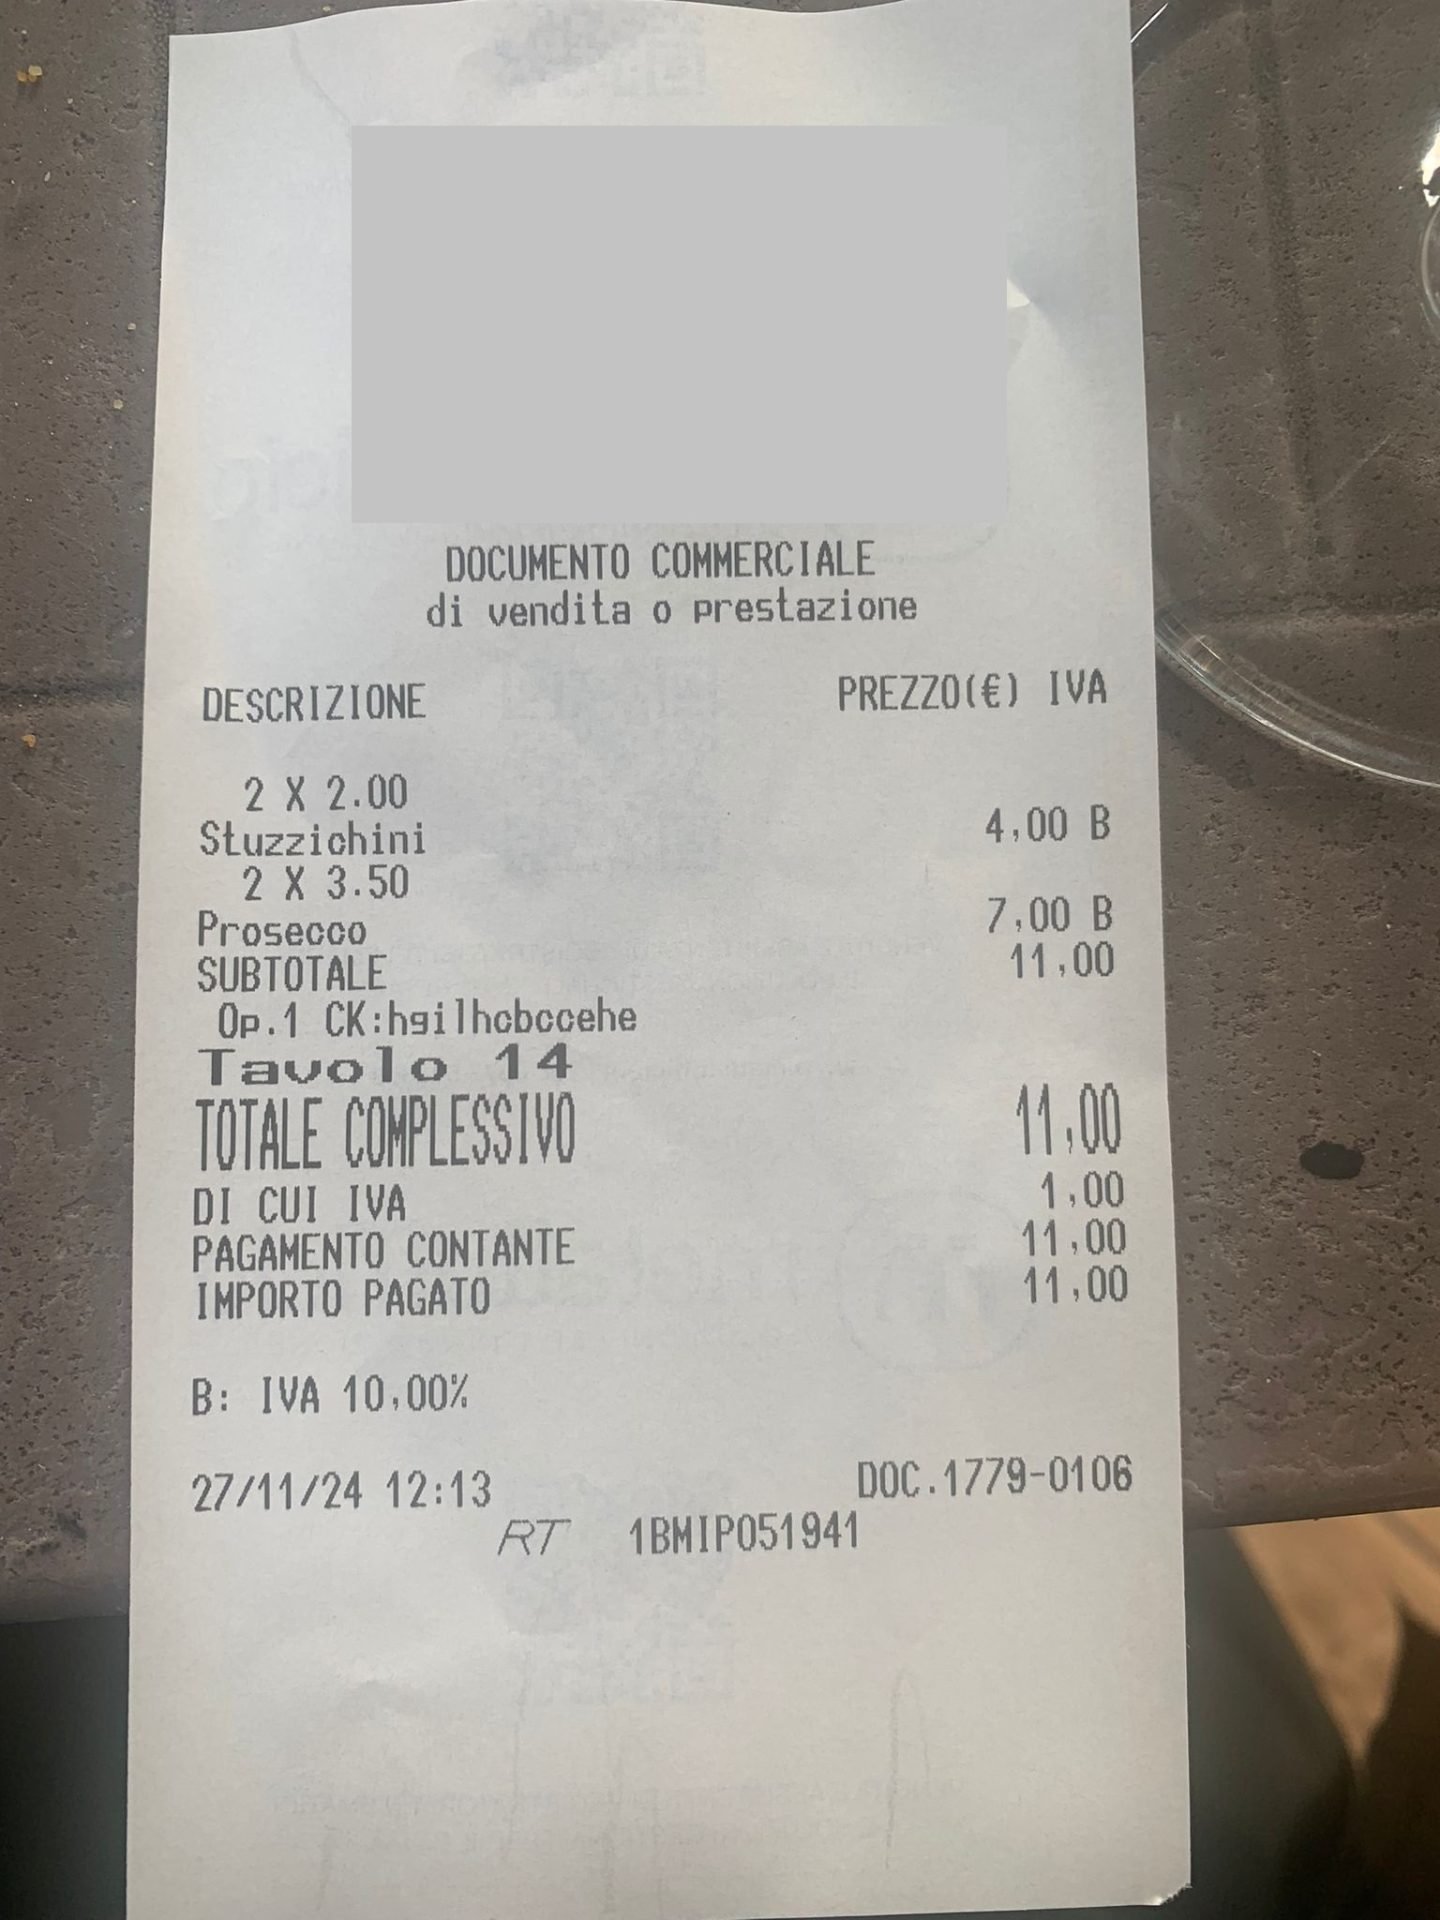 DOCUMENTO COMMERCIALE
di vendita o prestazione
DESCRIZIONE PREZZO(€) IVA
2 X 2.00
Stuzzichini 4,00 B
2 X 3.50
Prosecco 7,00 B
SUBTOTALE 11,00
Op.1 CK:hgilhcbccehe
Tavolo 14
TOTALE COMPLESSIVO 11,00
DI CUI IVA 1,00
PAGAMENTO CONTANTE 11,00
IMPORTO PAGATO 11,00
B: IVA 10,00%
27/11/24 12:13 DOC.1779-0106
RT 1BMIP051941